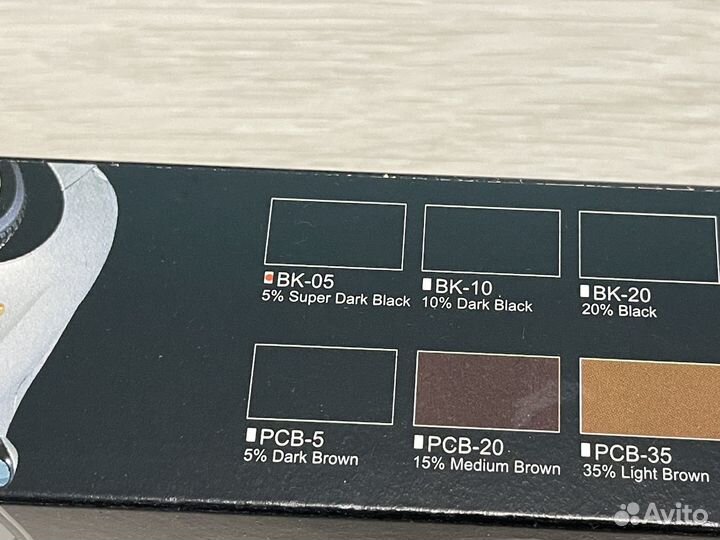 BK-05
5% Super Dark Black
BK-10
10% Dark Black
BK-20
20% Black
PCB-5
5% Dark Brown
PCB-20
15% Medium Brown
PCB-35
35% Light Brown
Avito